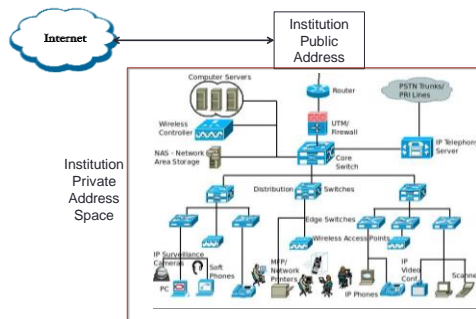 Internet
Institution
Public
Address
Computer Servers
Router
PSTN Trunks/
PRI Lines
Wireless
Controller
UTM/
Firewall
NAS - Network
Area Storage
Core
Switch
IP Telephony
Server
Institution
Private
Address
Space
Distribution
Switches
Edge Switches
Wireless Access Points
IP Surveillance
Cameras
Soft
Phones
PC
MFP/
Network
Printers
IP Phones
IP
Video
Conf.
Scanne